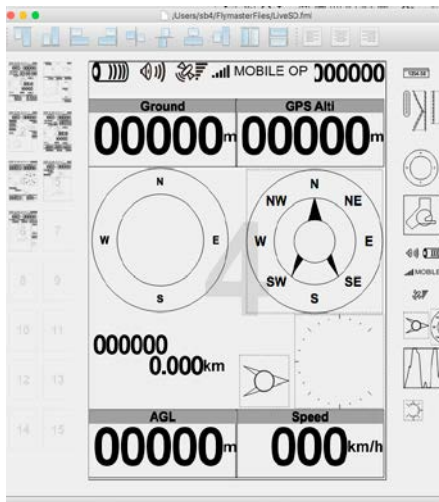 /Users/sb4/FlymasterFiles/LiveSD.fmi
MOBILE OP 000000
Ground GPS Alti
00000m 00000m
N
W E
S
N
NW NE
W E
SW SE
S
4
000000
0.000km
AGL Speed
00000m 000km/h
7
8 9
10 11
12 13
14 15
MOBILE